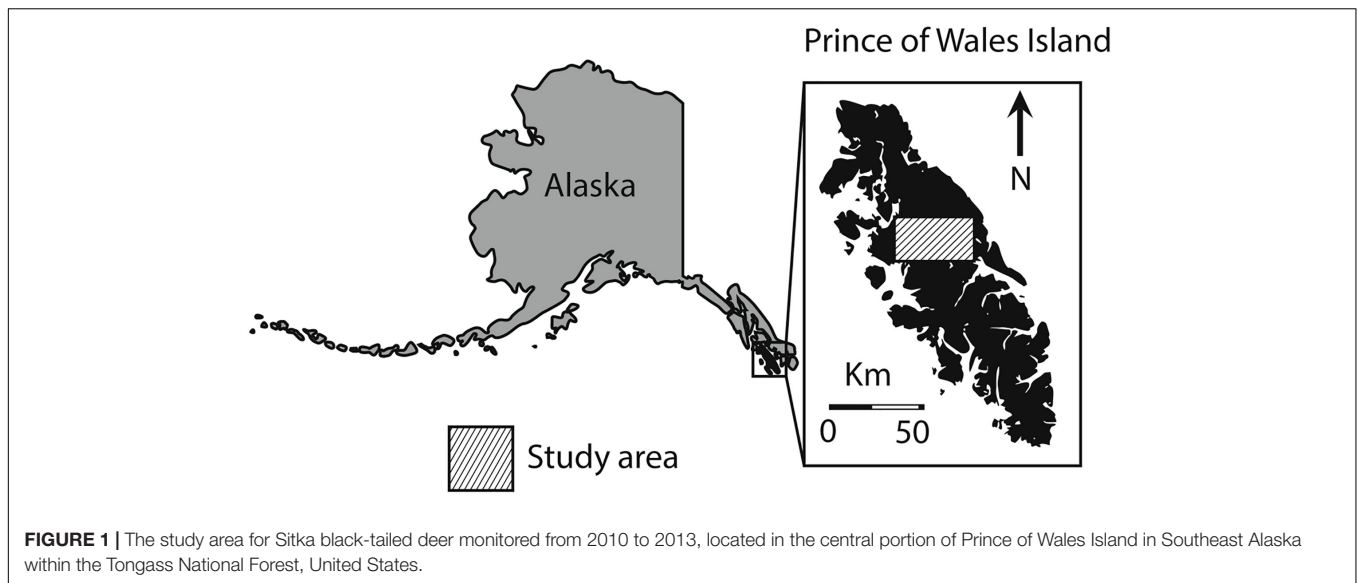 Prince of Wales Island
Alaska
N
Km
0 50
Study area
FIGURE 1 | The study area for Sitka black-tailed deer monitored from 2010 to 2013, located in the central portion of Prince of Wales Island in Southeast Alaska
within the Tongass National Forest, United States.